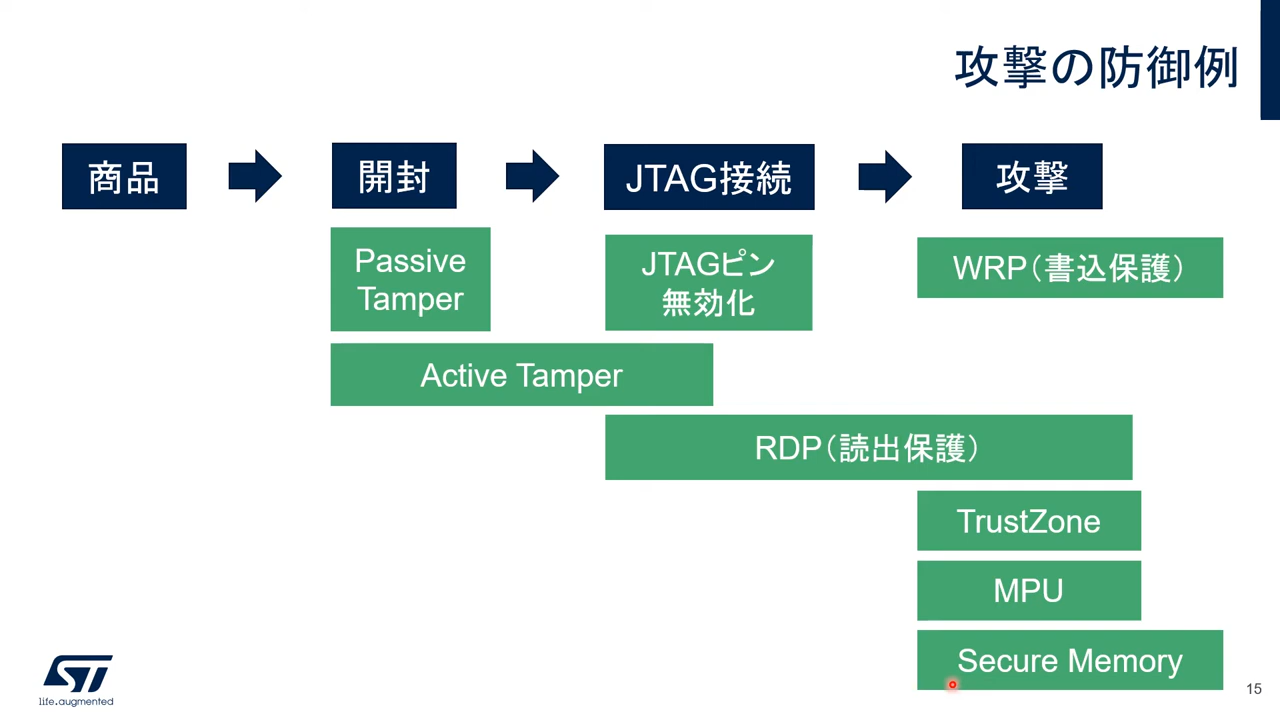 攻撃の防御例
商品
開封
JTAG接続
攻撃
Passive
Tamper
JTAGピン
無効化
WRP（書込保護）
Active Tamper
RDP（読出保護）
TrustZone
MPU
Secure Memory
ST
life.augmented
15